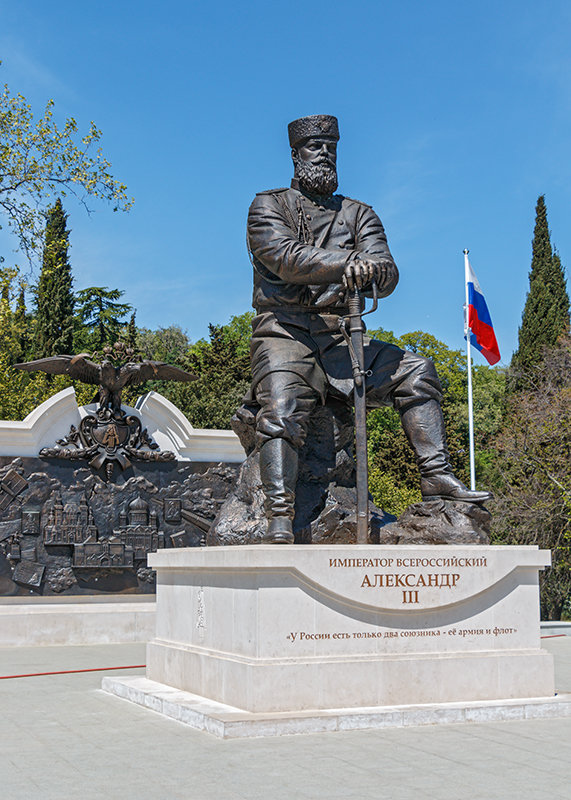 ИМПЕРАТОР ВСЕРОССИЙСКИЙ
АЛЕКСАНДР
III
«У России есть только два союзника - её армия и флот»